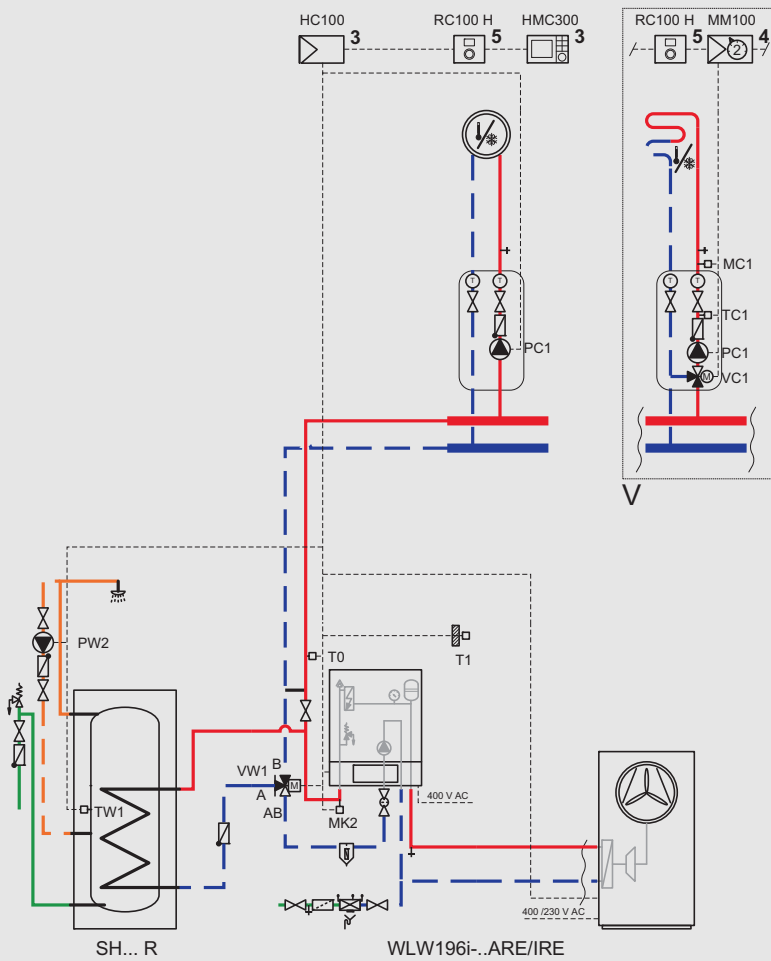 HC100
3
RC100 H
5
HMC300
3
RC100 H
5
MM100
2
4
T T
T T
MC1
TC1
PC1
PC1
M
VC1
V
PW2
T0
T1
B
VW1
M
A
AB
TW1
MK2
400 V AC
400 /230 V AC
SH... R
WLW196i-..ARE/IRE